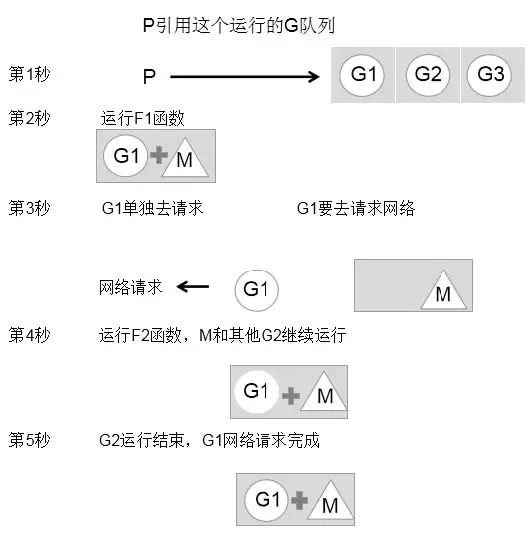 P引用这个运行的G队列
第1秒 P G1 G2 G3
第2秒 运行F1函数
G1 M
第3秒 G1单独去请求 G1要去请求网络
网络请求 G1 M
第4秒 运行F2函数，M和其他G2继续运行
G1 M
第5秒 G2运行结束，G1网络请求完成
G1 M